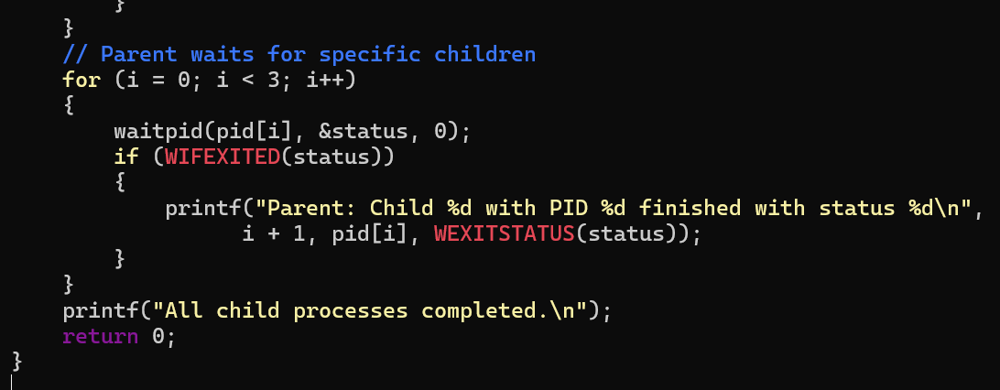 }
    }
    // Parent waits for specific children
    for (i = 0; i < 3; i++)
    {
        waitpid(pid[i], &status, 0);
        if (WIFEXITED(status))
        {
            printf("Parent: Child %d with PID %d finished with status %d\n",
                  i + 1, pid[i], WEXITSTATUS(status));
        }
    }
    printf("All child processes completed.\n");
    return 0;
}